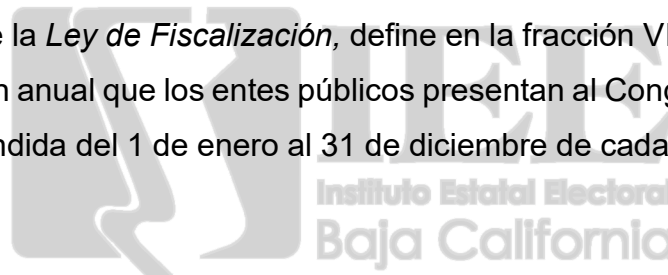 e la Ley de Fiscalización, define en la fracción VI
n anual que los entes públicos presentan al Cong
ndida del 1 de enero al 31 de diciembre de cada
IEE
Instituto Estatal Electoral
Baja California